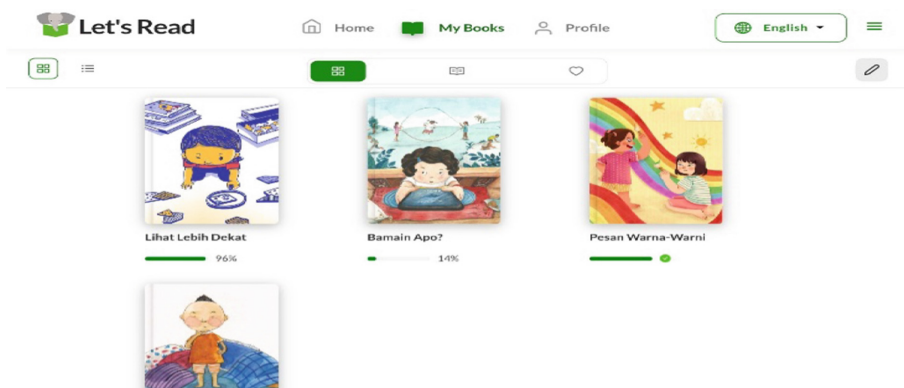 Let's Read
Home
My Books
Profile
English
Lihat Lebih Dekat
Bamain Apo?
Pesan Warna-Warni
96%
14%